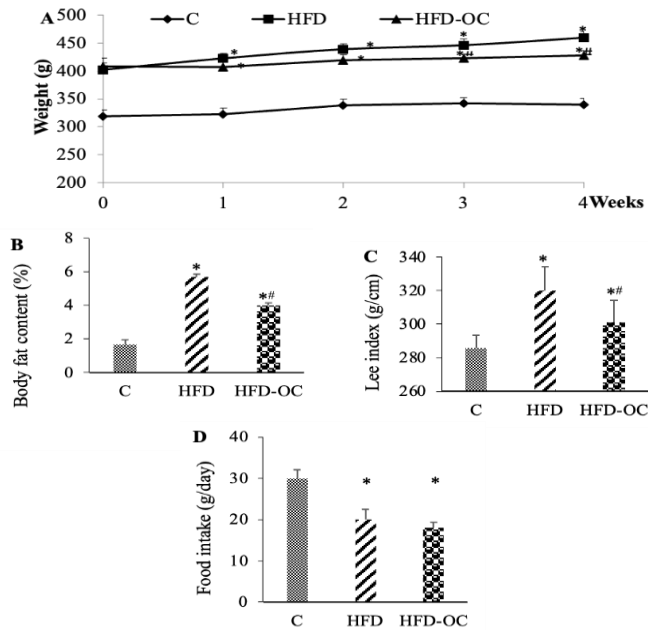 A
C HFD HFD-OC
Weight (g)
500
450
400
350
300
250
200
* * * *
* * *# *#
0 1 2 3 4 Weeks
B
Body fat content (%)
8
6
4
2
0
*
*#
C HFD HFD-OC
C
Lee index (g/cm)
340
320
300
280
260
*
*#
C HFD HFD-OC
D
Food intake (g/day)
40
30
20
10
0
* *
C HFD HFD-OC